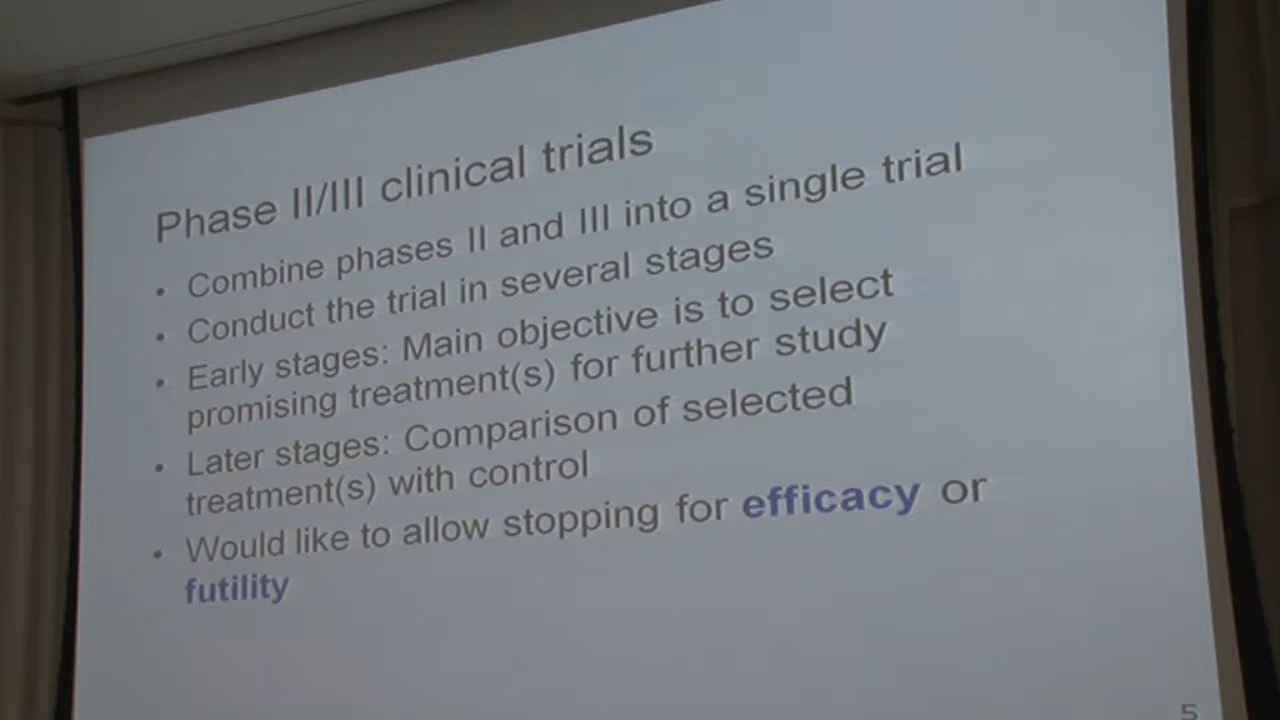 Phase II/III clinical trials
• Combine phases II and III into a single trial
• Conduct the trial in several stages
• Early stages: Main objective is to select
promising treatment(s) for further study
• Later stages: Comparison of selected
treatment(s) with control
• Would like to allow stopping for efficacy or
futility
5